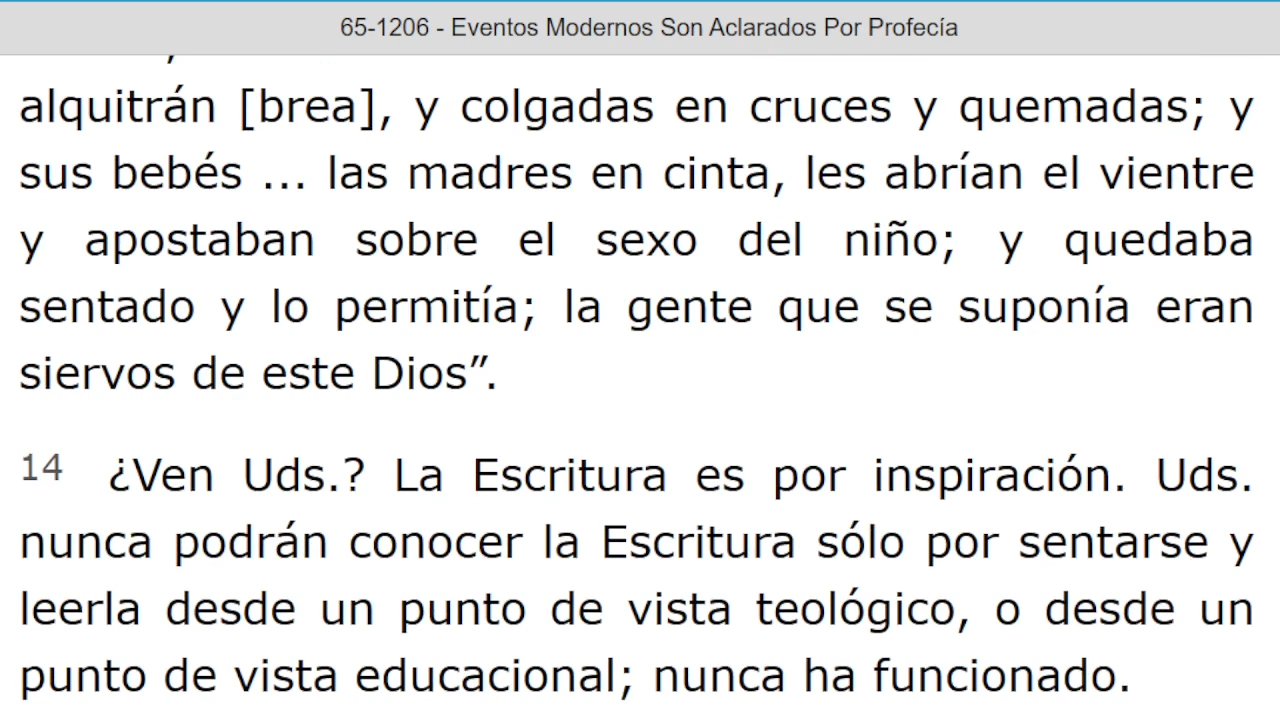 65-1206 - Eventos Modernos Son Aclarados Por Profecía
alquitrán [brea], y colgadas en cruces y quemadas; y
sus bebés ... las madres en cinta, les abrían el vientre
y apostaban sobre el sexo del niño; y quedaba
sentado y lo permitía; la gente que se suponía eran
siervos de este Dios”.
14 ¿Ven Uds.? La Escritura es por inspiración. Uds.
nunca podrán conocer la Escritura sólo por sentarse y
leerla desde un punto de vista teológico, o desde un
punto de vista educacional; nunca ha funcionado.